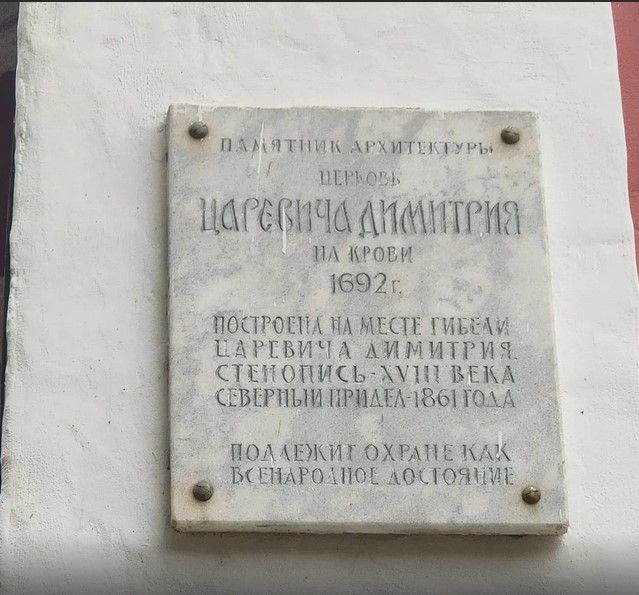 ПАМЯТНИК АРХИТЕКТУРЫ
ЦЕРКОВЬ
ЦАРЕВИЧА ДИМИТРИЯ
НА КРОВИ
1692 г.
ПОСТРОЕНА НА МЕСТЕ ГИБЕЛИ
ЦАРЕВИЧА ДИМИТРИЯ.
СТЕНОПИСЬ-XVIII ВЕКА
СЕВЕРНЫЙ ПРИДЕЛ-1861 ГОДА
ПОДЛЕЖИТ ОХРАНЕ КАК
ВСЕНАРОДНОЕ ДОСТОЯНИЕ